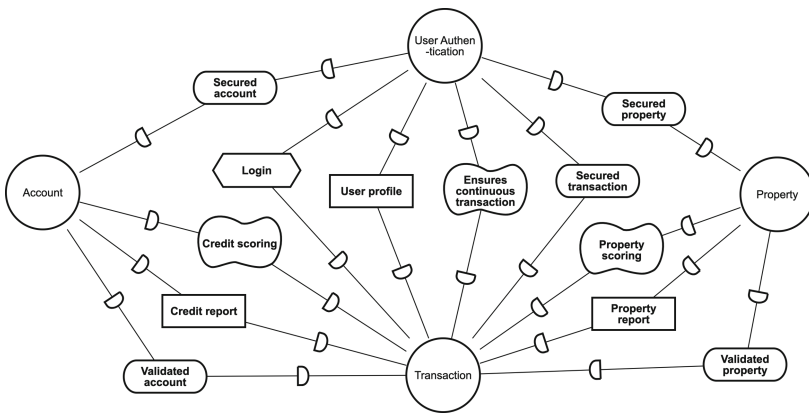 User Authen
-tication
Secured
account
Secured
property
Login
User profile
Ensures
continuous
transaction
Secured
transaction
Account
Property
Credit scoring
Property
scoring
Credit report
Property
report
Validated
account
Transaction
Validated
property